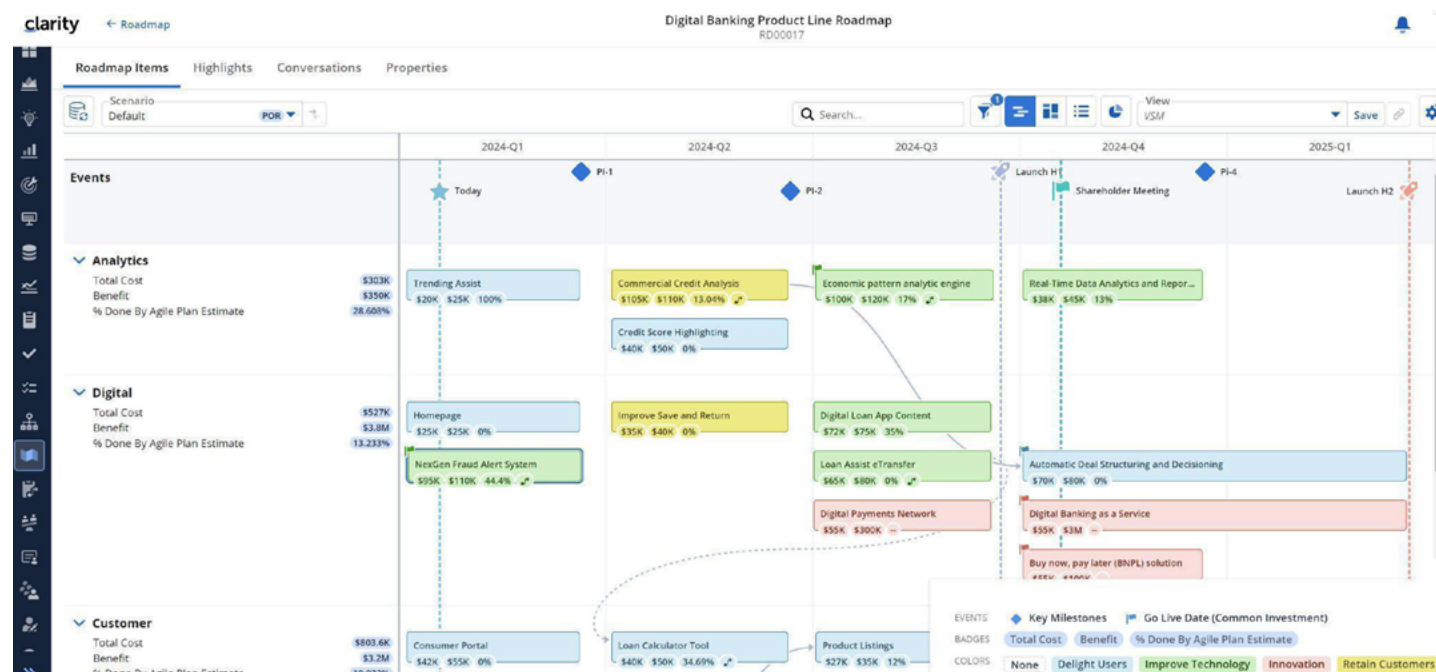 clarity
Roadmap
Digital Banking Product Line Roadmap
RD00017
Roadmap Items Highlights Conversations Properties
Scenario
Default
POR
Search...
1
View
VSM
Save
2024-Q1 2024-Q2 2024-Q3 2024-Q4 2025-Q1
Events
PI-1
Today
PI-2
Launch H1
Shareholder Meeting
PI-4
Launch H2
Analytics
Total Cost $303K
Benefit $350K
% Done By Agile Plan Estimate 28.608%
Trending Assist
$20K $25K 100%
Commercial Credit Analysis
$105K $110K 13.04%
Economic pattern analytic engine
$100K $120K 17%
Real-Time Data Analytics and Repor...
$38K $45K 13%
Credit Score Highlighting
$40K $50K 0%
Digital
Total Cost $527K
Benefit $3.8M
% Done By Agile Plan Estimate 13.233%
Homepage
$25K $25K 0%
Improve Save and Return
$35K $40K 0%
Digital Loan App Content
$72K $75K 35%
NexGen Fraud Alert System
$95K $110K 44.4%
Loan Assist eTransfer
$65K $80K 0%
Automatic Deal Structuring and Decisioning
$70K $80K 0%
Digital Payments Network
$55K $300K --
Digital Banking as a Service
$55K $3M --
Buy now, pay later (BNPL) solution
Customer
Total Cost $803.6K
Benefit $3.2M
Consumer Portal
$42K $55K 0%
Loan Calculator Tool
$40K $50K 34.69%
Product Listings
$27K $35K 12%
EVENTS Key Milestones Go Live Date (Common Investment)
BADGES Total Cost Benefit % Done By Agile Plan Estimate
COLORS None Delight Users Improve Technology Innovation Retain Customers